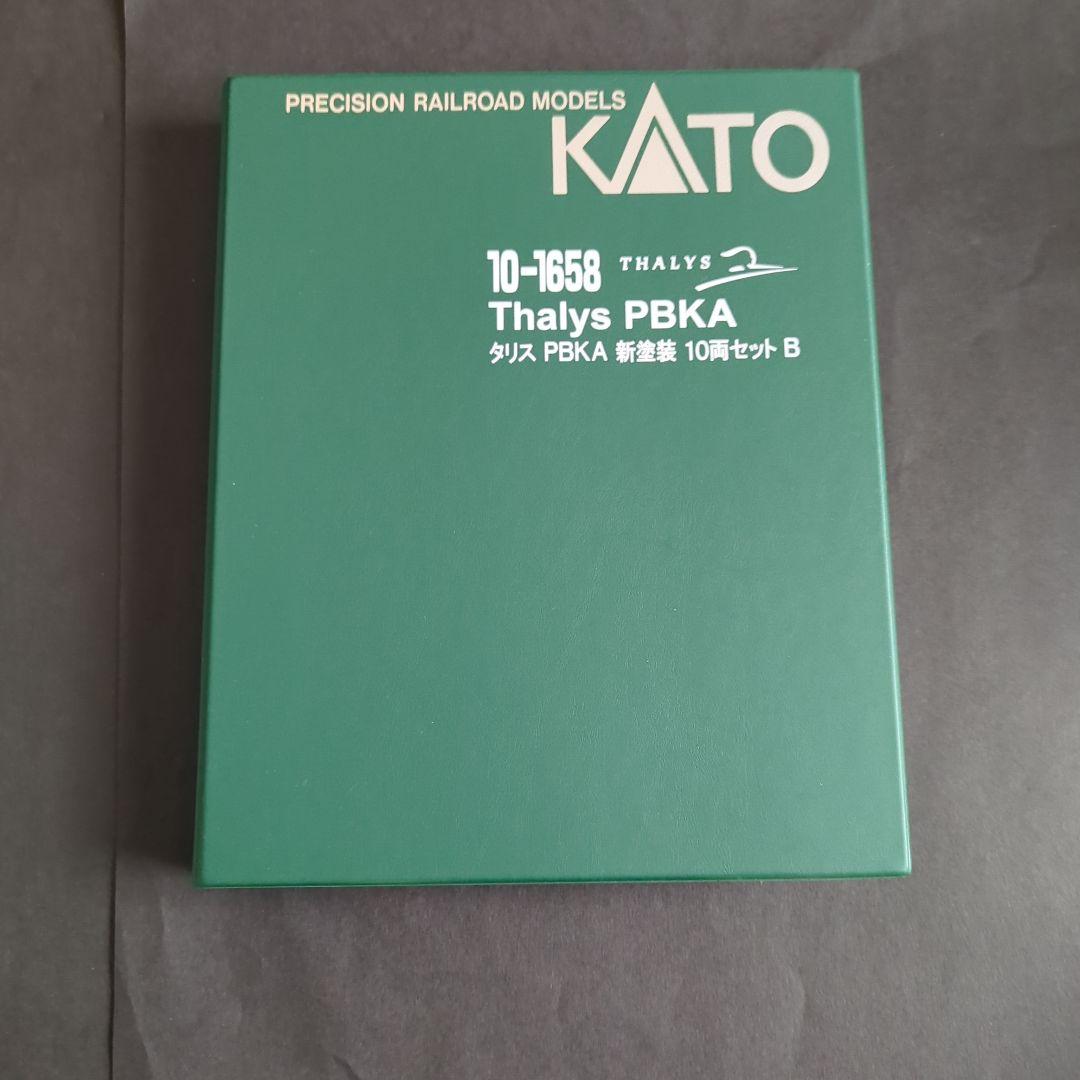 PRECISION RAILROAD MODELS
KATO
10-1658 THALYS
Thalys PBKA
タリス PBKA 新塗装 10両セット B